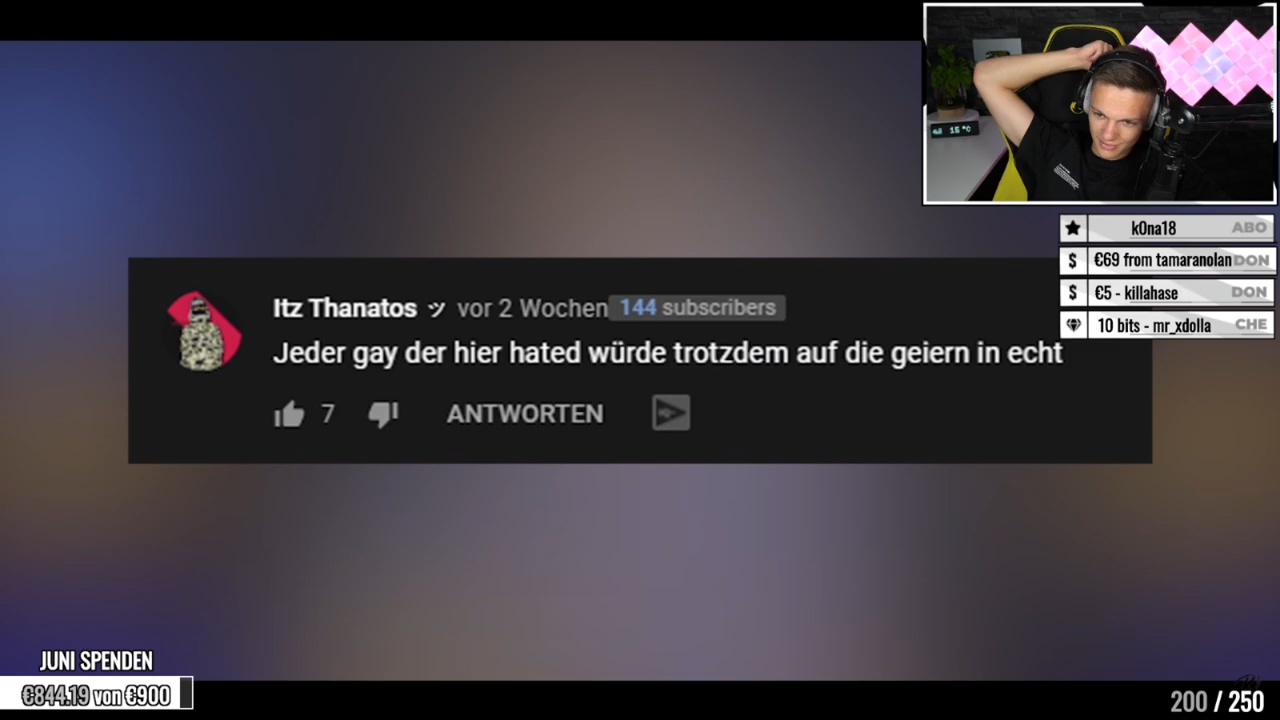 15°C
k0na18 ABO
€69 from tamaranolan DON
€5 - killahase DON
10 bits - mr_xdolla CHE
Itz Thanatos ッ vor 2 Wochen 144 subscribers
Jeder gay der hier hated würde trotzdem auf die geiern in echt
7 ANTWORTEN
JUNI SPENDEN
€844.19 von €900
200 / 250